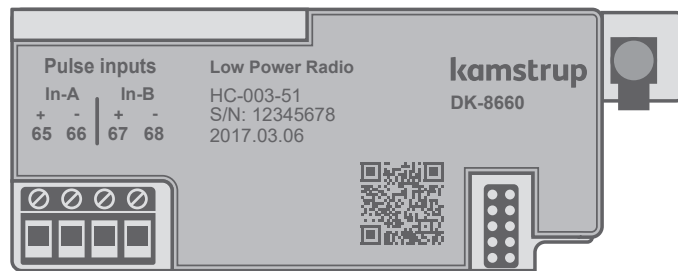 Pulse inputs
In-A In-B
+ - + -
65 66 67 68
Low Power Radio
HC-003-51
S/N: 12345678
2017.03.06
kamstrup
DK-8660